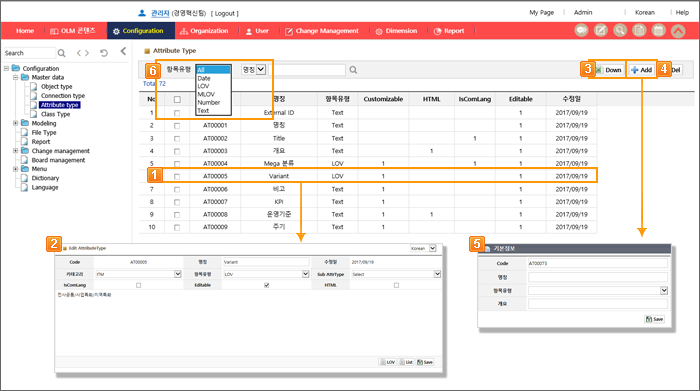 관리자 (경영혁신팀) [ Logout ] My Page Admin Korean Help
Home OLM 콘텐츠 Configuration Organization User Change Management Dimension Report
Search
Configuration
Master data
Object type
Connection type
Attribute type
Class Type
Modeling
File Type
Report
Change management
Board management
Menu
Dictionary
Language
Attribute Type
6 항목유형 All 명칭 3 Down Add 4 Del
Date
LOV
MLOV
Number
Text
Total 72
No 명칭 항목유형 Customizable HTML IsComLang Editable 수정일
1 External ID Text 1 2017/09/19
2 AT00001 명칭 Text 1 2017/09/19
3 AT00002 Title Text 1 1 2017/09/19
4 AT00003 개요 Text 1 1 2017/09/19
5 AT00004 Mega 분류 LOV 1 1 1 2017/09/19
1 AT00005 Variant LOV 1 1 2017/09/19
7 AT00006 비고 Text 1 1 2017/09/19
8 AT00007 KPI Text 1 1 2017/09/19
9 AT00008 운영기준 Text 1 1 1 2017/09/19
10 AT00009 주기 Text 1 1 2017/09/19
2 Edit AttributeType Korean
Code AT00005 명칭 Variant 수정일 2017/09/19
카테고리 ITM 항목유형 LOV Sub AttrType Select
IsComLang Editable HTML
전사공통/사업특화/지역특화
LOV List Save
5 기본정보
Code AT00073
명칭
항목유형
개요
Save